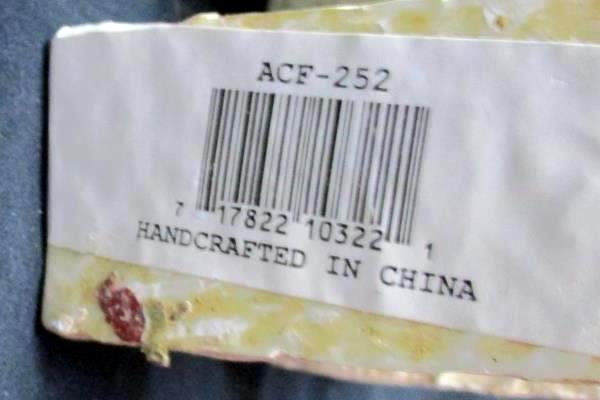 ACF-252
7 17822 10322 1
HANDCRAFTED IN CHINA